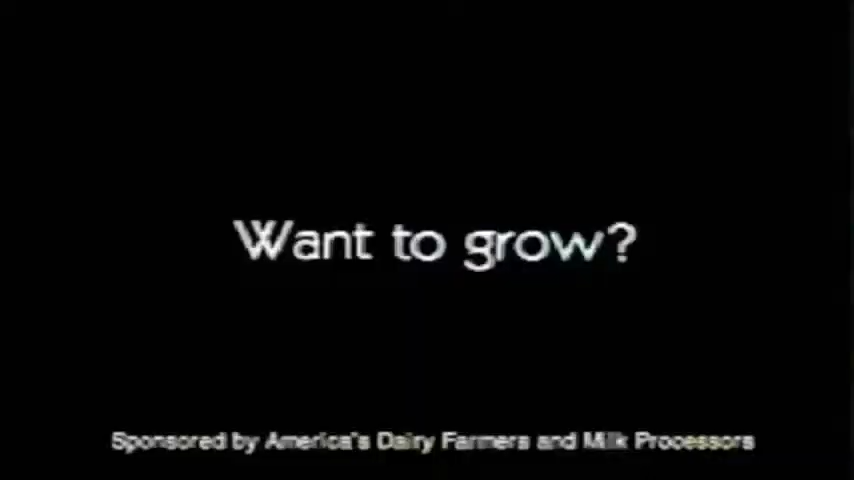 Want to grow?
Sponsored by America's Dairy Farmers and Milk Processors